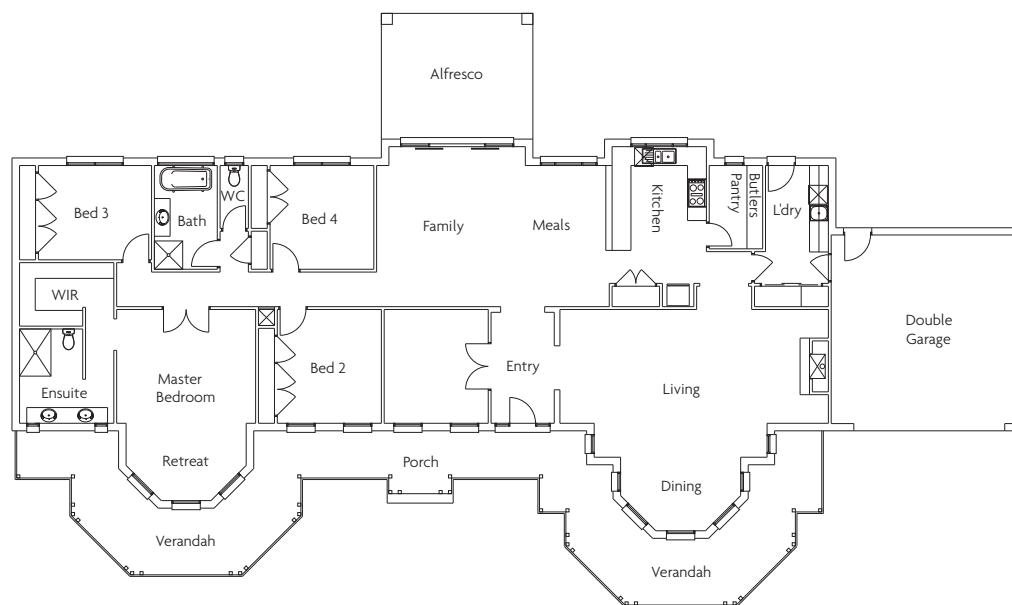 Alfresco
Bed 3
Bath
WC
Bed 4
Family
Meals
Kitchen
Butlers
Pantry
L'dry
WIR
Double
Garage
Ensuite
Master
Bedroom
Bed 2
Entry
Living
Retreat
Porch
Dining
Verandah
Verandah